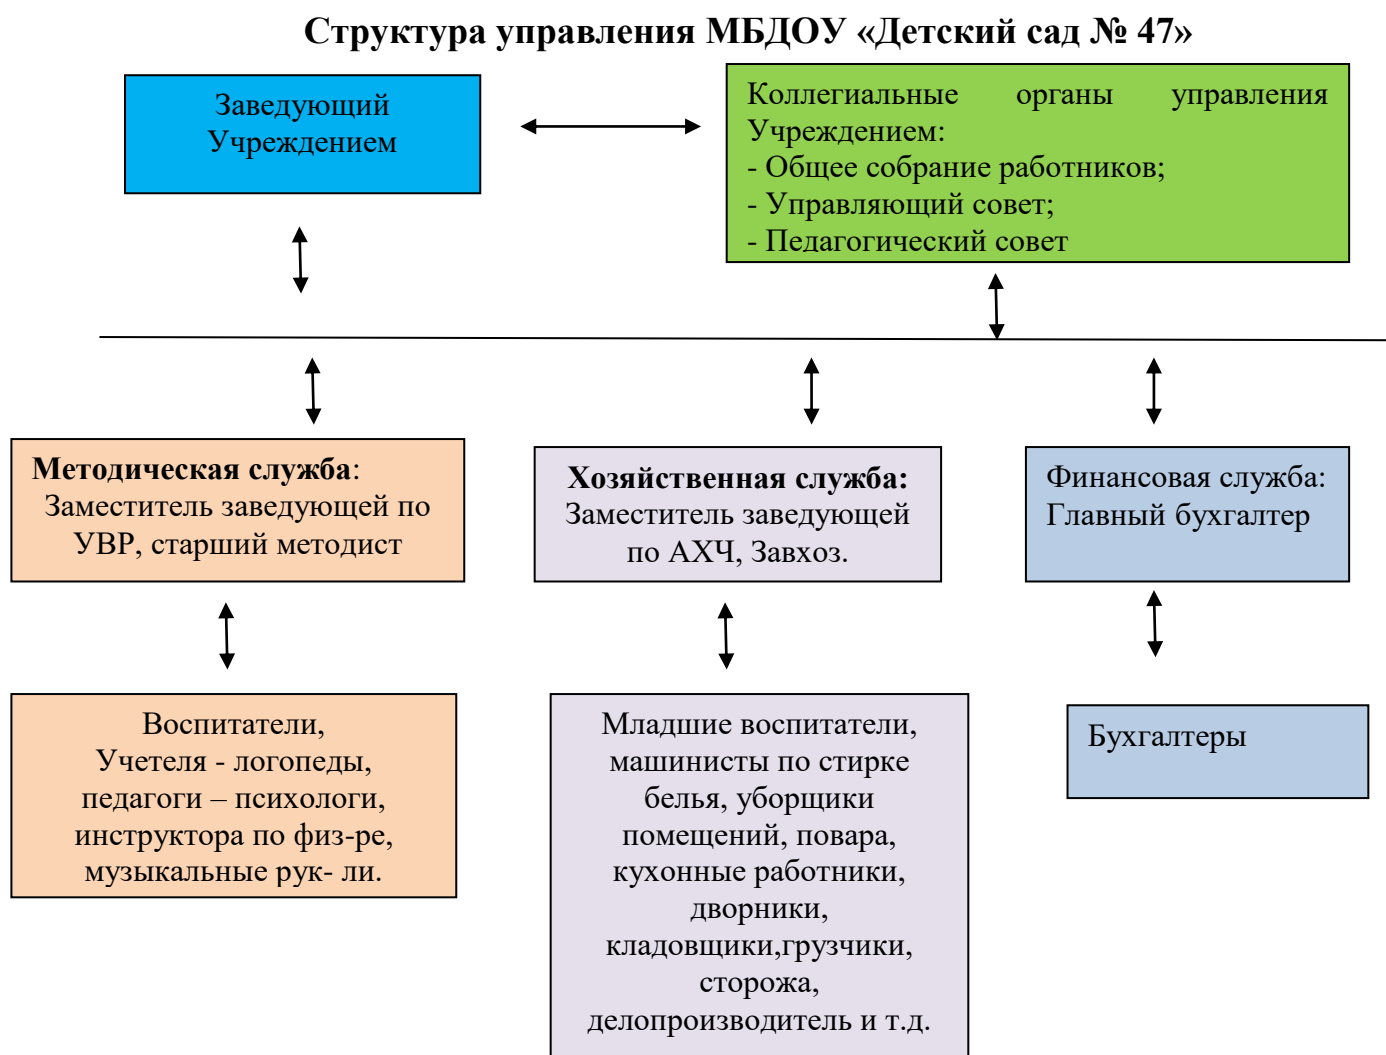 Структура управления МБДОУ «Детский сад № 47»
Заведующий
Учреждением
Коллегиальные органы управления
Учреждением:
- Общее собрание работников;
- Управляющий совет;
- Педагогический совет
Методическая служба:
Заместитель заведующей по
УВР, старший методист
Хозяйственная служба:
Заместитель заведующей
по АХЧ, Завхоз.
Финансовая служба:
Главный бухгалтер
Воспитатели,
Учетеля - логопеды,
педагоги – психологи,
инструктора по физ-ре,
музыкальные рук- ли.
Младшие воспитатели,
машинисты по стирке
белья, уборщики
помещений, повара,
кухонные работники,
дворники,
кладовщики,грузчики,
сторожа,
делопроизводитель и т.д.
Бухгалтеры